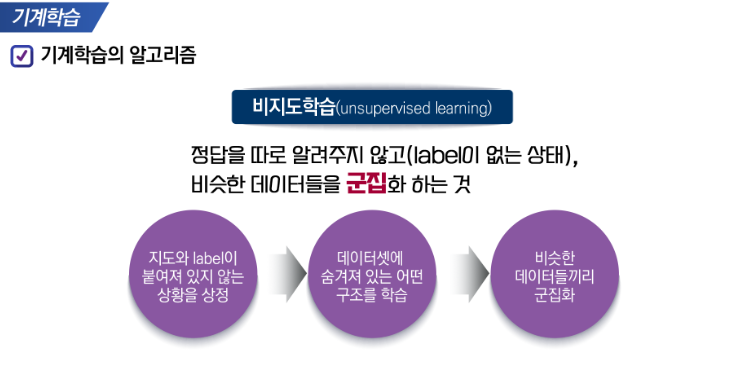 기계학습
기계학습의 알고리즘
비지도학습(unsupervised learning)
정답을 따로 알려주지 않고(label이 없는 상태),
비슷한 데이터들을 군집화 하는 것
지도와 label이
붙여져 있지 않는
상황을 상정
데이터셋에
숨겨져 있는 어떤
구조를 학습
비슷한
데이터들끼리
군집화